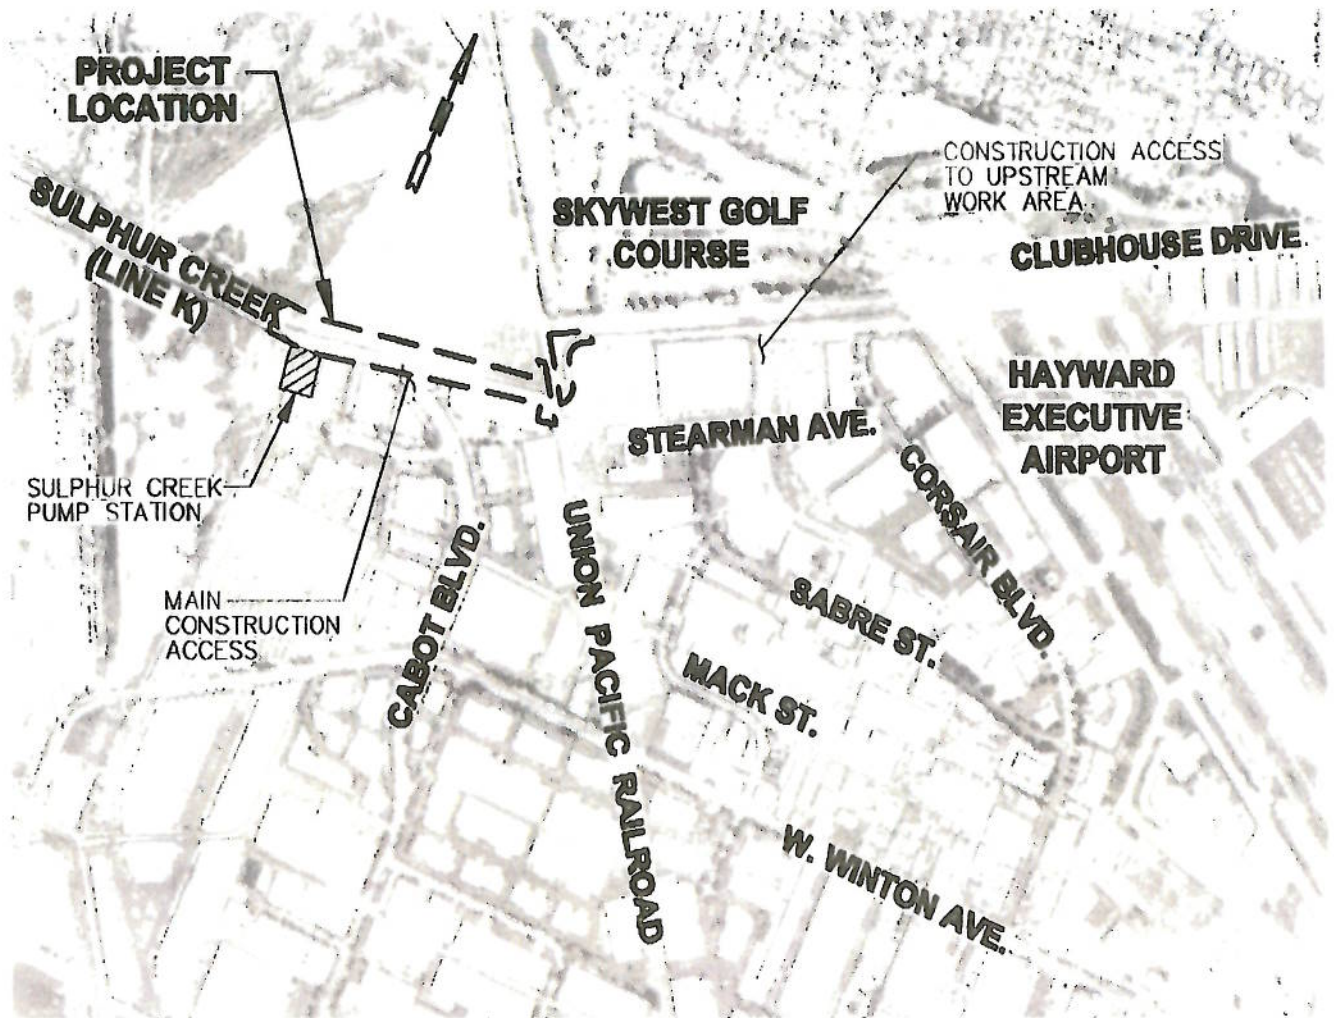 PROJECT
LOCATION
CONSTRUCTION ACCESS
TO UPSTREAM
WORK AREA
SULPHUR CREEK
(LINE K)
SKYWEST GOLF
COURSE
CLUBHOUSE DRIVE
HAYWARD
EXECUTIVE
AIRPORT
STEARMAN AVE.
SULPHUR CREEK
PUMP STATION
CORSAIR BLVD.
MAIN
CONSTRUCTION
ACCESS
CABOT BLVD.
UNION PACIFIC RAILROAD
SABRE ST.
MACK ST.
W. WINTON AVE.